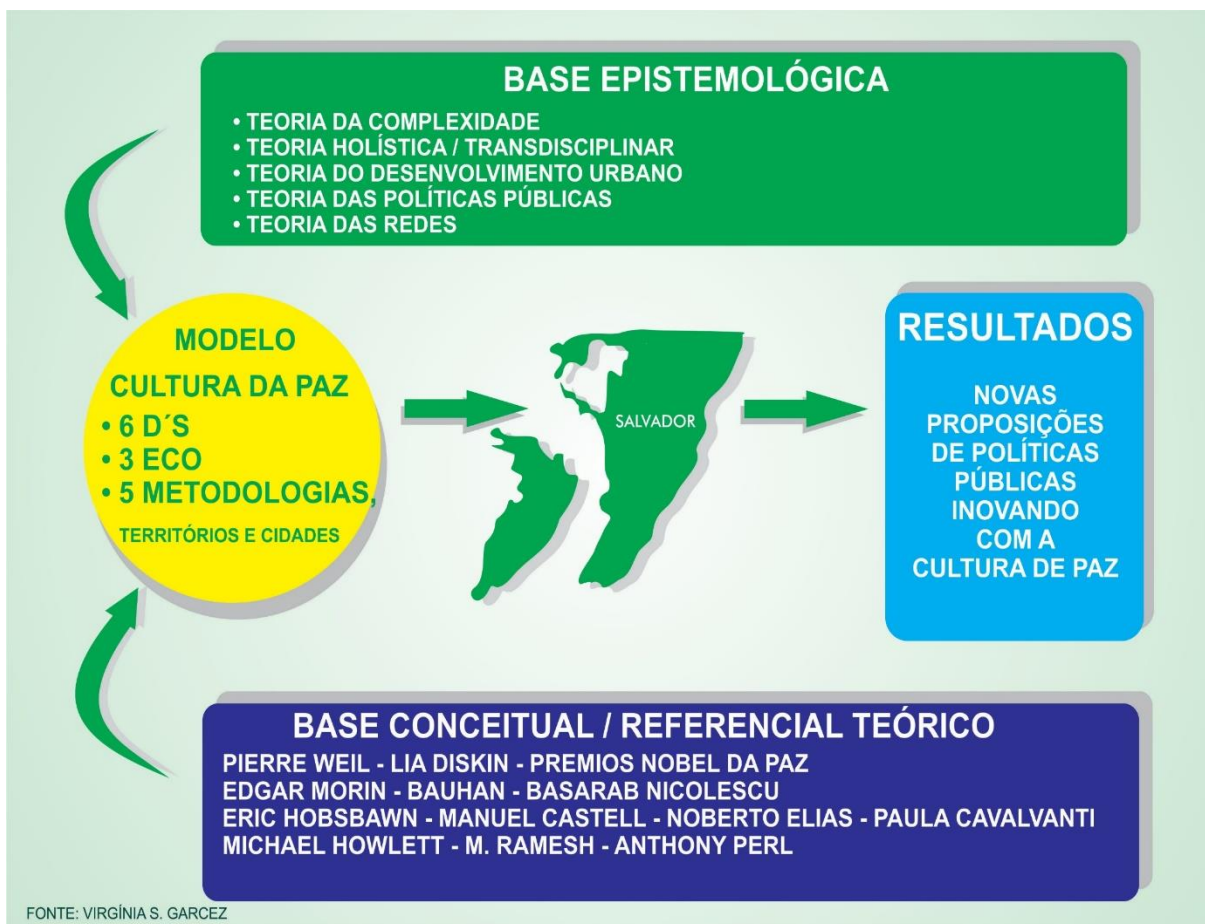 BASE EPISTEMOLÓGICA
• TEORIA DA COMPLEXIDADE
• TEORIA HOLÍSTICA / TRANSDISCIPLINAR
• TEORIA DO DESENVOLVIMENTO URBANO
• TEORIA DAS POLÍTICAS PÚBLICAS
• TEORIA DAS REDES
MODELO
CULTURA DA PAZ
• 6 D´S
• 3 ECO
• 5 METODOLOGIAS,
TERRITÓRIOS E CIDADES
SALVADOR
RESULTADOS
NOVAS
PROPOSIÇÕES
DE POLÍTICAS
PÚBLICAS
INOVANDO
COM A
CULTURA DE PAZ
BASE CONCEITUAL / REFERENCIAL TEÓRICO
PIERRE WEIL - LIA DISKIN - PREMIOS NOBEL DA PAZ
EDGAR MORIN - BAUHAN - BASARAB NICOLESCU
ERIC HOBSBAWN - MANUEL CASTELL - NOBERTO ELIAS - PAULA CAVALVANTI
MICHAEL HOWLETT - M. RAMESH - ANTHONY PERL
FONTE: VIRGÍNIA S. GARCEZ